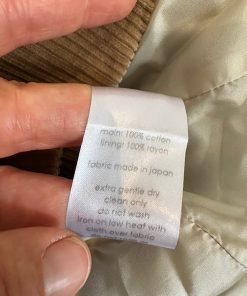 main: 100% cotton
lining: 100% rayon
fabric made in japan
extra gentle dry
clean only
do not wash
iron on low heat with
cloth over fabric